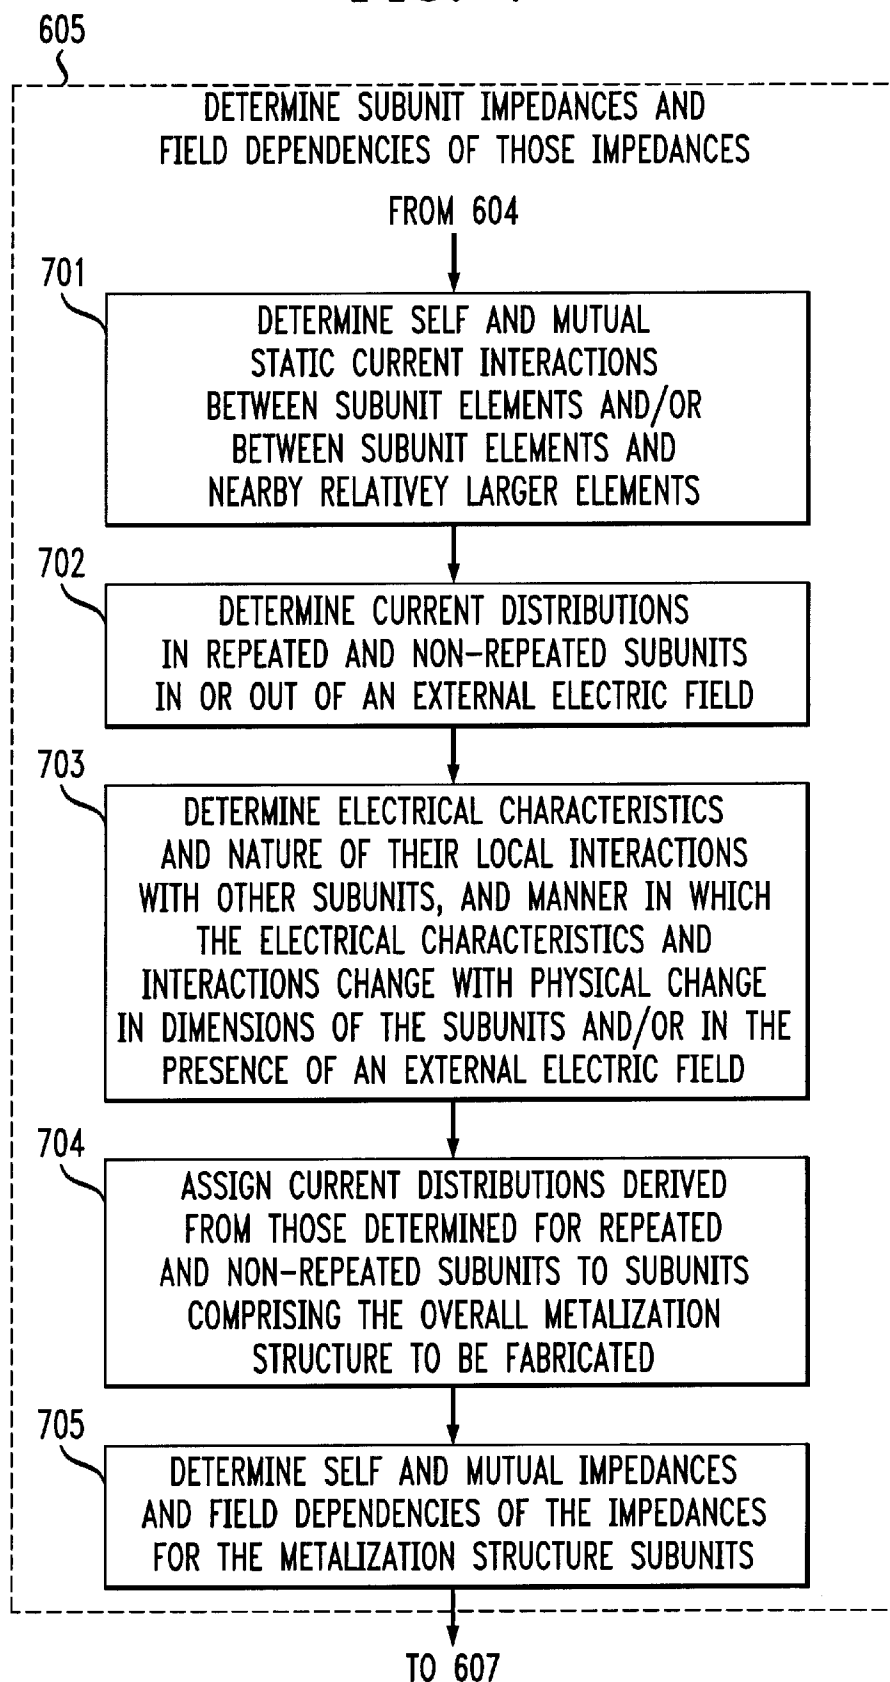 605
DETERMINE SUBUNIT IMPEDANCES AND
FIELD DEPENDENCIES OF THOSE IMPEDANCES
FROM 604
701
DETERMINE SELF AND MUTUAL
STATIC CURRENT INTERACTIONS
BETWEEN SUBUNIT ELEMENTS AND/OR
BETWEEN SUBUNIT ELEMENTS AND
NEARBY RELATIVEY LARGER ELEMENTS
702
DETERMINE CURRENT DISTRIBUTIONS
IN REPEATED AND NON-REPEATED SUBUNITS
IN OR OUT OF AN EXTERNAL ELECTRIC FIELD
703
DETERMINE ELECTRICAL CHARACTERISTICS
AND NATURE OF THEIR LOCAL INTERACTIONS
WITH OTHER SUBUNITS, AND MANNER IN WHICH
THE ELECTRICAL CHARACTERISTICS AND
INTERACTIONS CHANGE WITH PHYSICAL CHANGE
IN DIMENSIONS OF THE SUBUNITS AND/OR IN THE
PRESENCE OF AN EXTERNAL ELECTRIC FIELD
704
ASSIGN CURRENT DISTRIBUTIONS DERIVED
FROM THOSE DETERMINED FOR REPEATED
AND NON-REPEATED SUBUNITS TO SUBUNITS
COMPRISING THE OVERALL METALIZATION
STRUCTURE TO BE FABRICATED
705
DETERMINE SELF AND MUTUAL IMPEDANCES
AND FIELD DEPENDENCIES OF THE IMPEDANCES
FOR THE METALIZATION STRUCTURE SUBUNITS
TO 607